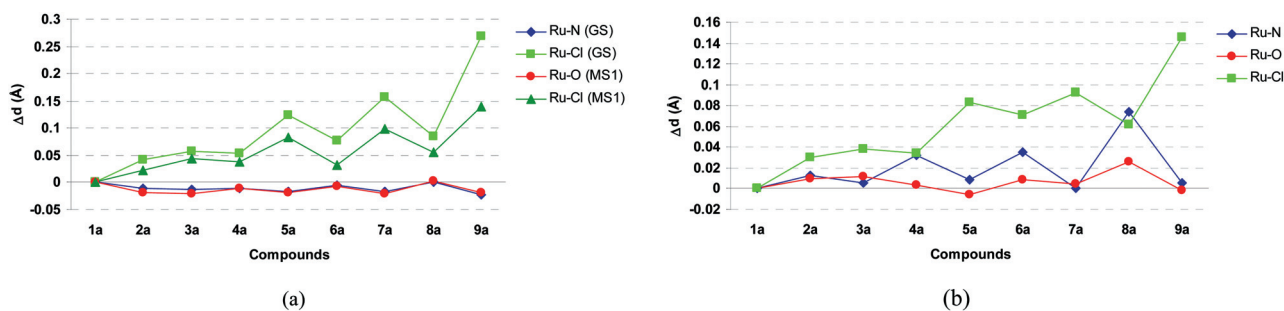 0.3
0.25
0.2
0.15
0.1
0.05
0
-0.05
Δd (Å)
1a 2a 3a 4a 5a 6a 7a 8a 9a
Compounds
Ru-N (GS)
Ru-Cl (GS)
Ru-O (MS1)
Ru-Cl (MS1)
(a)
0.16
0.14
0.12
0.1
0.08
0.06
0.04
0.02
0
-0.02
Δd (Å)
1a 2a 3a 4a 5a 6a 7a 8a 9a
Compounds
Ru-N
Ru-O
Ru-Cl
(b)